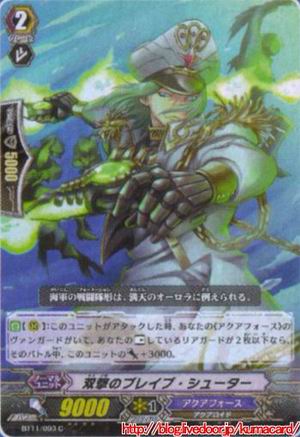 2
5000
海軍の戦闘隊形は、満天のオーロラに例えられる。
【自】:このユニットがアタックした時、あなたの《アクアフォース》の
ヴァンガードがいて、あなたのレストしているリアガードが2枚以上なら、
そのバトル中、このユニットのパワー+3000。
ユニット
双撃のブレイブ・シューター
9000
1
アクアフォース
アクアロイド
BT11/093 C
http://blog.livedoor.jp/kumacard/